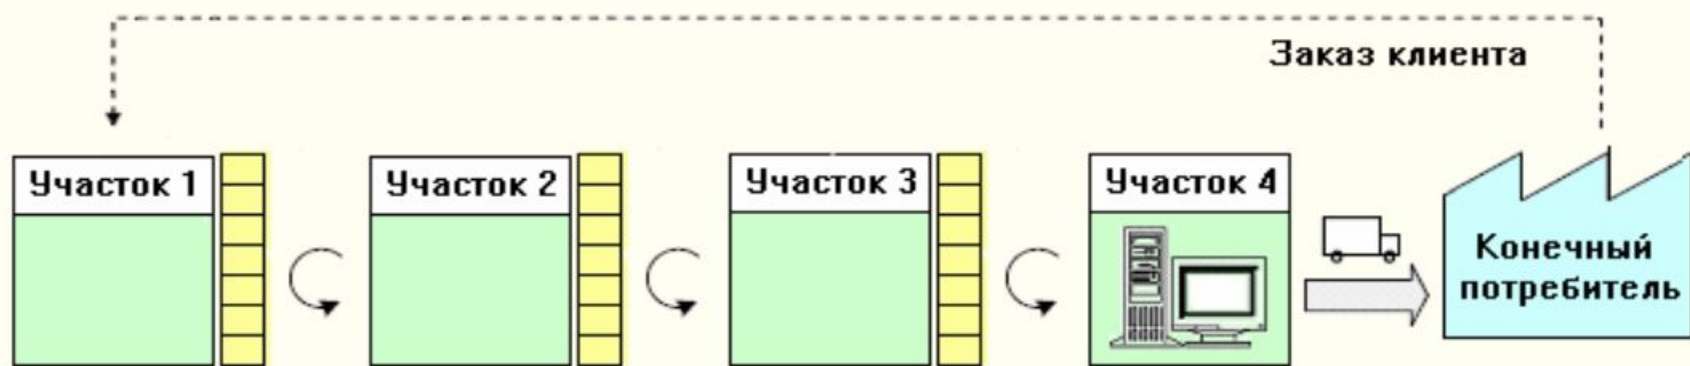 Заказ клиента
Участок 1
Участок 2
Участок 3
Участок 4
Конечный
потребитель